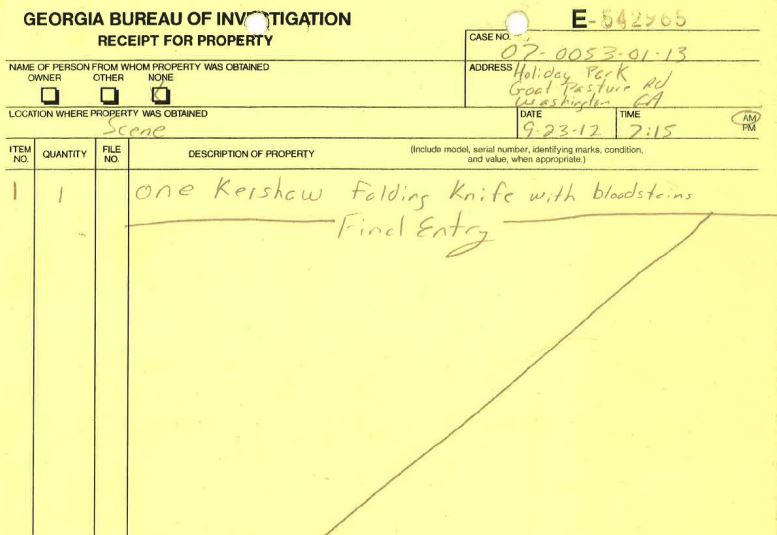 GEORGIA BUREAU OF INVESTIGATION
RECEIPT FOR PROPERTY
E-542965
CASE NO.
07-0053-01-13
NAME OF PERSON FROM WHOM PROPERTY WAS OBTAINED
OWNER OTHER NONE
ADDRESS Holiday Park
Goat Pasture Rd
Washington GA
LOCATION WHERE PROPERTY WAS OBTAINED
Scene
DATE TIME AM
9-23-12 7:15 PM
ITEM NO. QUANTITY FILE NO. DESCRIPTION OF PROPERTY (Include model, serial number, identifying marks, condition, and value, when appropriate.)
1 1 one Kershaw Folding Knife with bloodstains
Final Entry